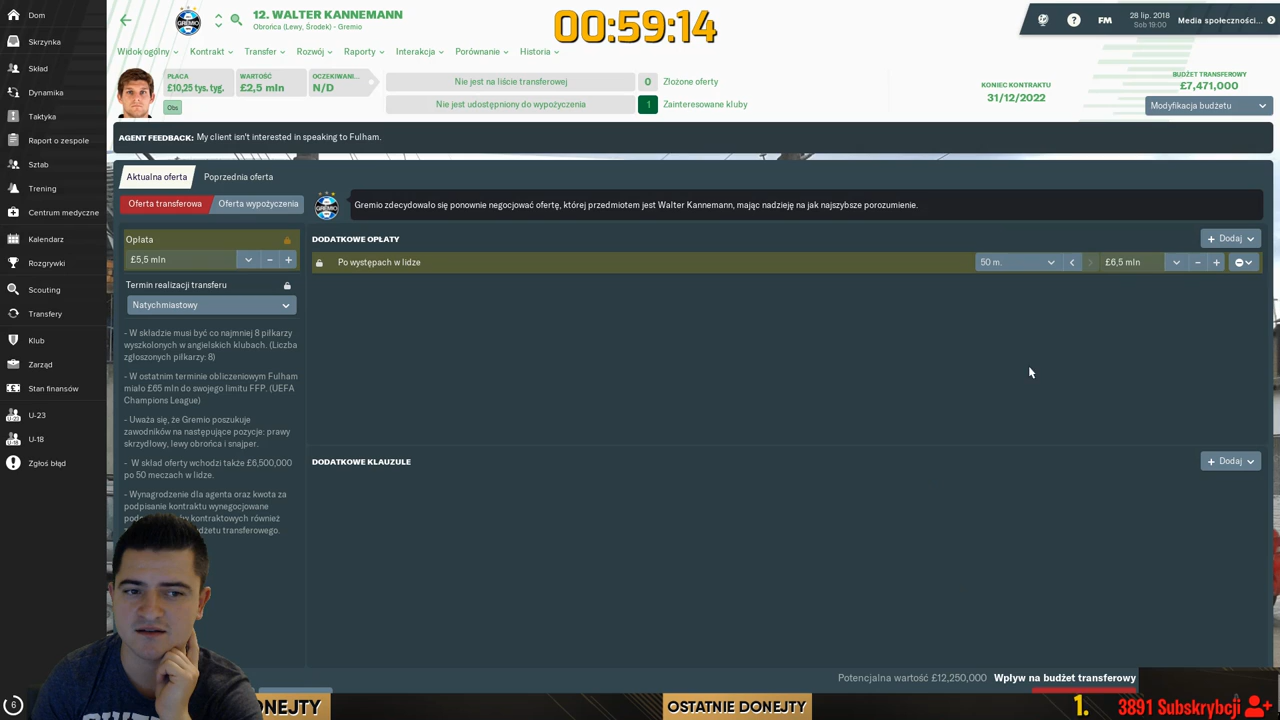 12. WALTER KANNEMANN
Obrońca (Lewy, Środek) - Gremio
00:59:14
28 lip. 2018
Sob 19:00
FM
Media społeczności...
Dom
Skrzynka
Skład
Dynamika
Taktyka
Raport o zespole
Sztab
Trening
Centrum medyczne
Kalendarz
Rozgrywki
Scouting
Transfery
Klub
Zarząd
Stan finansów
U-23
U-18
Zgłoś błąd
6
Widok ogólny
Kontrakt
Transfer
Rozwój
Raporty
Interakcja
Porównanie
Historia
PŁACA
£10,25 tys. tyg.
WARTOŚĆ
£2,5 mln
OCZEKIWANI...
N/D
Obs
Nie jest na liście transferowej
0 Złożone oferty
Nie jest udostępniony do wypożyczenia
1 Zainteresowane kluby
KONIEC KONTRAKTU
31/12/2022
BUDŻET TRANSFEROWY
£7,471,000
Modyfikacja budżetu
AGENT FEEDBACK: My client isn't interested in speaking to Fulham.
Aktualna oferta
Poprzednia oferta
Oferta transferowa
Oferta wypożyczenia
GREMIO
Gremio zdecydowało się ponownie negocjować ofertę, której przedmiotem jest Walter Kannemann, mając nadzieję na jak najszybsze porozumienie.
Opłata
£5,5 mln
Termin realizacji transferu
Natychmiastowy
- W składzie musi być co najmniej 8 piłkarzy
wyszkolonych w angielskich klubach. (Liczba
zgłoszonych piłkarzy: 8)
- W ostatnim terminie obliczeniowym Fulham
miało £65 mln do swojego limitu FFP. (UEFA
Champions League)
- Uważa się, że Gremio poszukuje
zawodników na następujące pozycje: prawy
skrzydłowy, lewy obrońca i snajper.
- W skład oferty wchodzi także £6,500,000
po 50 meczach w lidze.
- Wynagrodzenie dla agenta oraz kwota za
podpisanie kontraktu wynegocjowane
kontraktowych również
transferowego.
DODATKOWE OPŁATY
+ Dodaj
Po występach w lidze
50 m.
£6,5 mln
DODATKOWE KLAUZULE
+ Dodaj
Potencjalna wartość £12,250,000 Wpływ na budżet transferowy
OSTATNIE DONEJTY
1.
3891 Subskrybcji